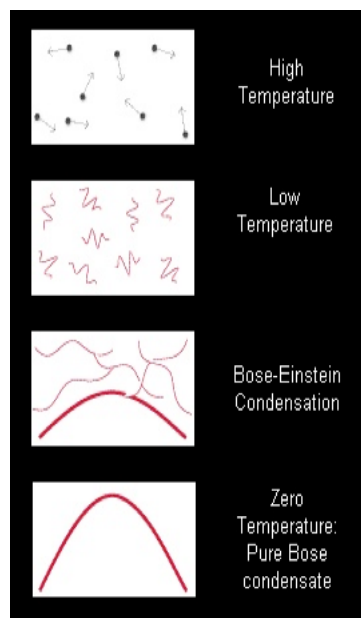 High
Temperature
Low
Temperature
Bose-Einstein
Condensation
Zero
Temperature:
Pure Bose
condensate